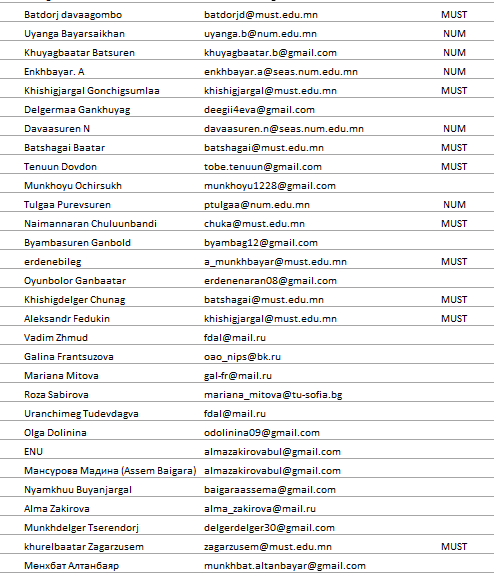 Batdorj davaagombo batdorjd@must.edu.mn MUST
Uyanga Bayarsaikhan uyanga.b@num.edu.mn NUM
Khuyagbaatar Batsuren khuyagbaatar.b@gmail.com NUM
Enkhbayar. A enkhbayar.a@seas.num.edu.mn NUM
Khishigjargal Gonchigsumlaa khishigjargal@must.edu.mn MUST
Delgermaa Gankhuyag deegii4eva@gmail.com
Davaasuren N davaasuren.n@seas.num.edu.mn NUM
Batshagai Baatar batshagai@must.edu.mn MUST
Tenuun Dovdon tobe.tenuun@gmail.com MUST
Munkhoyu Ochirsukh munkhoyu1228@gmail.com
Tulgaa Purevsuren ptulgaa@num.edu.mn NUM
Naimannaran Chuluunbandi chuka@must.edu.mn MUST
Byambasuren Ganbold byambag12@gmail.com
erdenebileg a_munkhbayar@must.edu.mn MUST
Oyunbolor Ganbaatar erdenenaran08@gmail.com
Khishigdelger Chunag batshagai@must.edu.mn MUST
Aleksandr Fedukin khishigjargal@must.edu.mn MUST
Vadim Zhmud fdal@mail.ru
Galina Frantsuzova oao_nips@bk.ru
Mariana Mitova gal-fr@mail.ru
Roza Sabirova mariana_mitova@tu-sofia.bg
Uranchimeg Tudevdagva fdal@mail.ru
Olga Dolinina odolinina09@gmail.com
ENU almazakirovabul@gmail.com
Мансурова Мадина (Assem Baigara) almazakirovabul@gmail.com
Nyamkhuu Buyanjargal baigaraassema@gmail.com
Alma Zakirova alma_zakirova@mail.ru
Munkhdelger Tserendorj delgerdelger30@gmail.com
khurelbaatar Zagarzusem zagarzusem@must.edu.mn MUST
Мөнхбат Алтанбаяр munkhbat.altanbayar@gmail.com